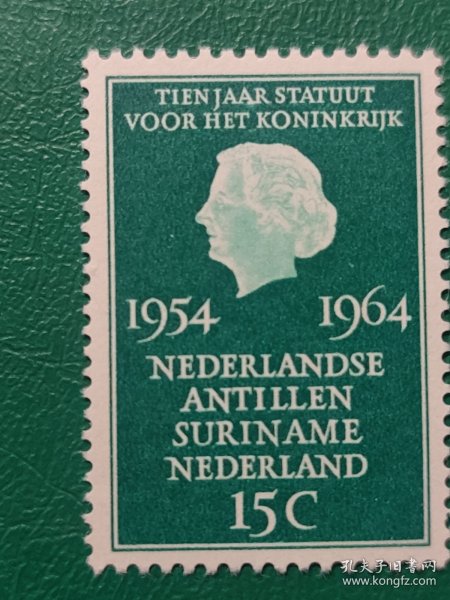 TIEN JAAR STATUUT
VOOR HET KONINKRIJK
1954 1964
NEDERLANDSE
ANTILLEN
SURINAME
NEDERLAND
15 C
孔夫子旧书网
www.kongfz.com